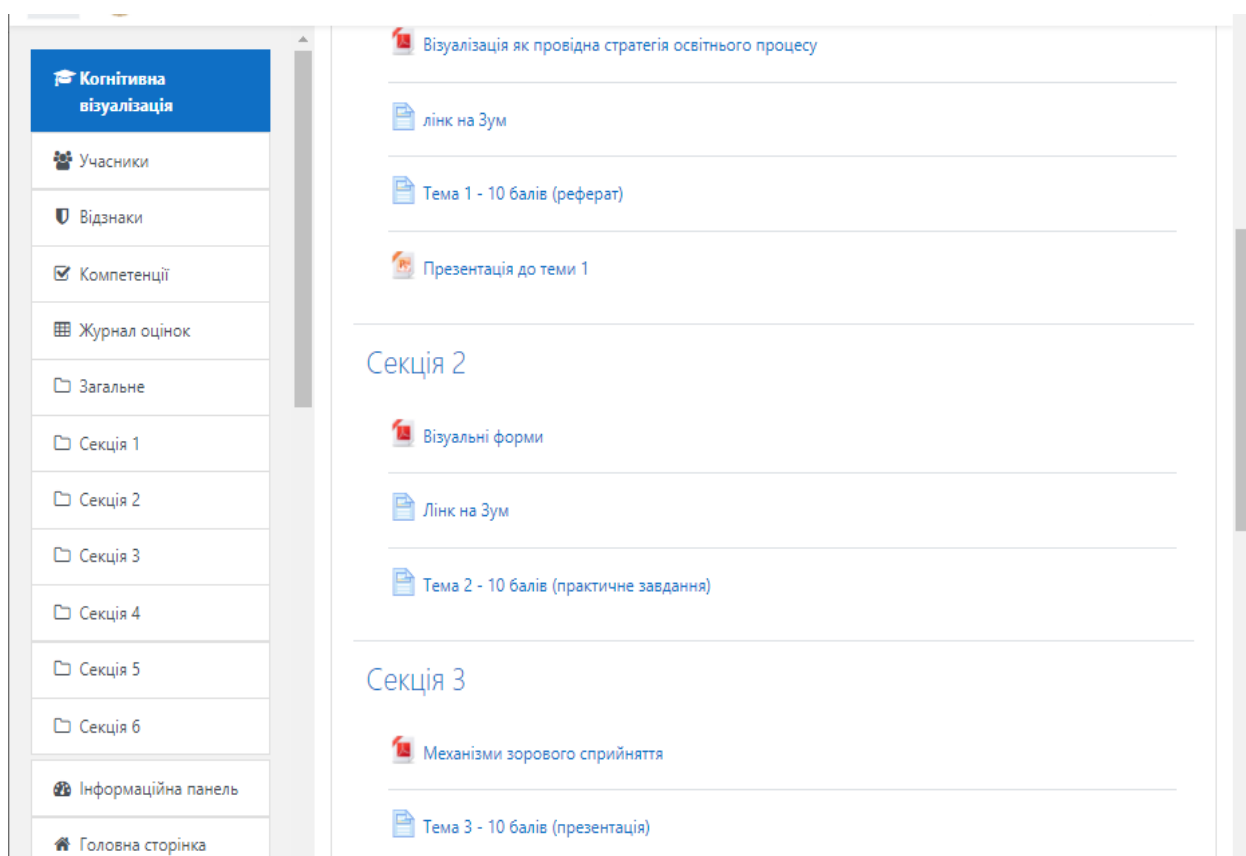 Когнітивна
візуалізація
Учасники
Відзнаки
Компетенції
Журнал оцінок
Загальне
Секція 1
Секція 2
Секція 3
Секція 4
Секція 5
Секція 6
Інформаційна панель
Головна сторінка
Візуалізація як провідна стратегія освітнього процесу
лінк на Зум
Тема 1 - 10 балів (реферат)
Презентація до теми 1
Секція 2
Візуальні форми
Лінк на Зум
Тема 2 - 10 балів (практичне завдання)
Секція 3
Механізми зорового сприйняття
Тема 3 - 10 балів (презентація)